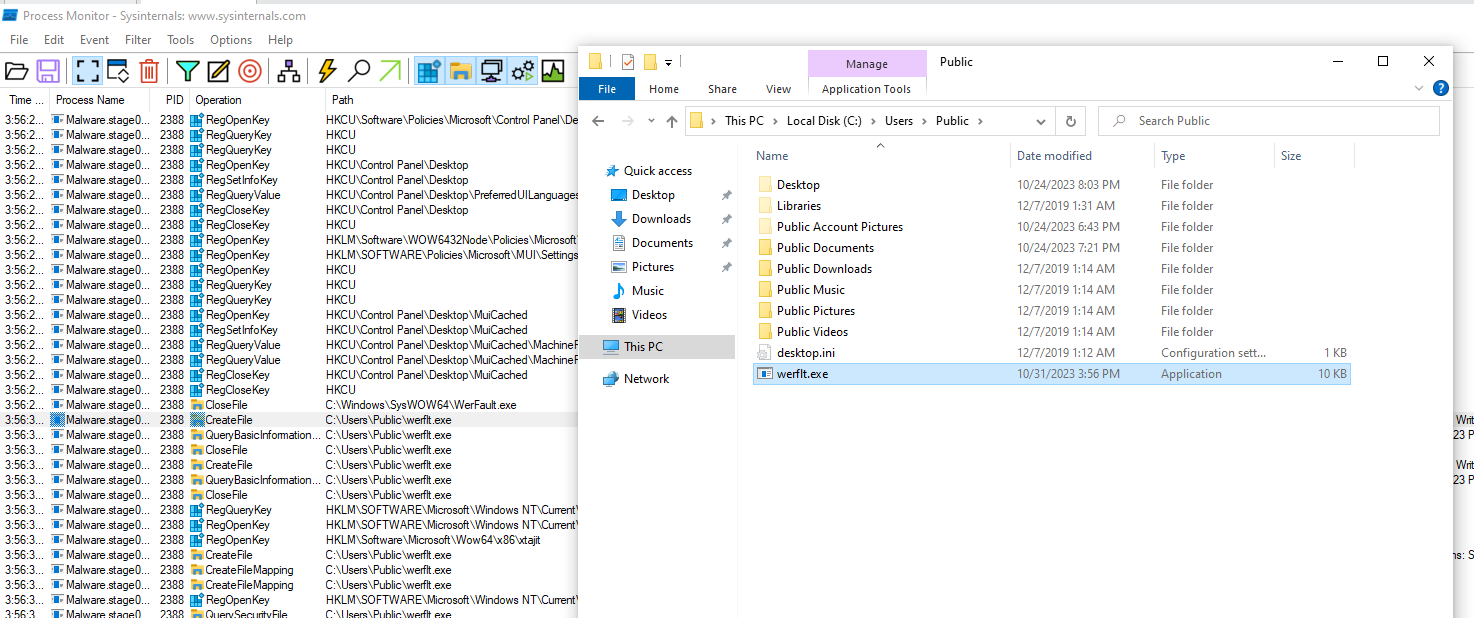 Process Monitor - Sysinternals: www.sysinternals.com
File Edit Event Filter Tools Options Help
Time ... Process Name PID Operation Path
3:56:2... Malware.stage0... 2388 RegOpenKey HKCU\Software\Policies\Microsoft\Control Panel\De
3:56:2... Malware.stage0... 2388 RegQueryKey HKCU
3:56:2... Malware.stage0... 2388 RegQueryKey HKCU
3:56:2... Malware.stage0... 2388 RegOpenKey HKCU\Control Panel\Desktop
3:56:2... Malware.stage0... 2388 RegSetInfoKey HKCU\Control Panel\Desktop
3:56:2... Malware.stage0... 2388 RegQueryValue HKCU\Control Panel\Desktop\PreferredUILanguages
3:56:2... Malware.stage0... 2388 RegCloseKey HKCU\Control Panel\Desktop
3:56:2... Malware.stage0... 2388 RegCloseKey HKCU
3:56:2... Malware.stage0... 2388 RegOpenKey HKLM\Software\WOW6432Node\Policies\Microsoft
3:56:2... Malware.stage0... 2388 RegOpenKey HKLM\SOFTWARE\Policies\Microsoft\MUI\Settings
3:56:2... Malware.stage0... 2388 RegOpenKey HKCU
3:56:2... Malware.stage0... 2388 RegQueryKey HKCU
3:56:2... Malware.stage0... 2388 RegQueryKey HKCU
3:56:2... Malware.stage0... 2388 RegOpenKey HKCU\Control Panel\Desktop\MuiCached
3:56:2... Malware.stage0... 2388 RegSetInfoKey HKCU\Control Panel\Desktop\MuiCached
3:56:2... Malware.stage0... 2388 RegQueryValue HKCU\Control Panel\Desktop\MuiCached\MachineP
3:56:2... Malware.stage0... 2388 RegQueryValue HKCU\Control Panel\Desktop\MuiCached\MachineP
3:56:2... Malware.stage0... 2388 RegCloseKey HKCU\Control Panel\Desktop\MuiCached
3:56:2... Malware.stage0... 2388 RegCloseKey HKCU
3:56:2... Malware.stage0... 2388 CloseFile C:\Windows\SysWOW64\WerFault.exe
3:56:3... Malware.stage0... 2388 CreateFile C:\Users\Public\werflt.exe
3:56:3... Malware.stage0... 2388 QueryBasicInformation... C:\Users\Public\werflt.exe
3:56:3... Malware.stage0... 2388 CloseFile C:\Users\Public\werflt.exe
3:56:3... Malware.stage0... 2388 CreateFile C:\Users\Public\werflt.exe
3:56:3... Malware.stage0... 2388 QueryBasicInformation... C:\Users\Public\werflt.exe
3:56:3... Malware.stage0... 2388 CloseFile C:\Users\Public\werflt.exe
3:56:3... Malware.stage0... 2388 RegQueryKey HKLM\SOFTWARE\Microsoft\Windows NT\Current
3:56:3... Malware.stage0... 2388 RegOpenKey HKLM\SOFTWARE\Microsoft\Windows NT\Current
3:56:3... Malware.stage0... 2388 RegOpenKey HKLM\Software\Microsoft\Wow64\x86\xtajit
3:56:3... Malware.stage0... 2388 CreateFile C:\Users\Public\werflt.exe
3:56:3... Malware.stage0... 2388 CreateFileMapping C:\Users\Public\werflt.exe
3:56:3... Malware.stage0... 2388 CreateFileMapping C:\Users\Public\werflt.exe
3:56:3... Malware.stage0... 2388 RegOpenKey HKLM\SOFTWARE\Microsoft\Windows NT\Current
3:56:3... Malware.stage0... 2388 QuerySecurityFile C:\Users\Public\werflt.exe
Manage Public
File Home Share View Application Tools
This PC Local Disk (C:) Users Public Search Public
Quick access
Desktop
Downloads
Documents
Pictures
Music
Videos
This PC
Network
Name Date modified Type Size
Desktop 10/24/2023 8:03 PM File folder
Libraries 12/7/2019 1:31 AM File folder
Public Account Pictures 10/24/2023 6:43 PM File folder
Public Documents 10/24/2023 7:21 PM File folder
Public Downloads 12/7/2019 1:14 AM File folder
Public Music 12/7/2019 1:14 AM File folder
Public Pictures 12/7/2019 1:14 AM File folder
Public Videos 12/7/2019 1:14 AM File folder
desktop.ini 12/7/2019 1:12 AM Configuration sett... 1 KB
werflt.exe 10/31/2023 3:56 PM Application 10 KB
Writ
23 P
Writ
23 P
ns: S